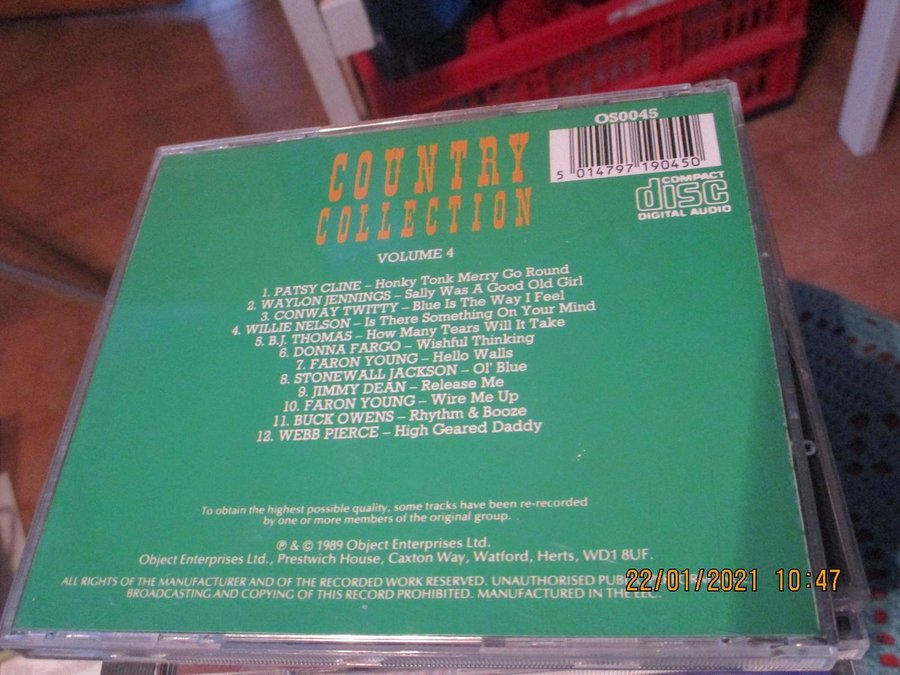 OS0045
5 014797 190450
COMPACT
disc
DIGITAL AUDIO
COUNTRY
COLLECTION
VOLUME 4
1. PATSY CLINE – Honky Tonk Merry Go Round
2. WAYLON JENNINGS – Sally Was A Good Old Girl
3. CONWAY TWITTY – Blue Is The Way I Feel
4. WILLIE NELSON – Is There Something On Your Mind
5. B.J. THOMAS – How Many Tears Will It Take
6. DONNA FARGO – Wishful Thinking
7. FARON YOUNG – Hello Walls
8. STONEWALL JACKSON – Ol' Blue
9. JIMMY DEAN – Release Me
10. FARON YOUNG – Wire Me Up
11. BUCK OWENS – Rhythm & Booze
12. WEBB PIERCE – High Geared Daddy
To obtain the highest possible quality, some tracks have been re-recorded
by one or more members of the original group.
℗ & © 1989 Object Enterprises Ltd.
Object Enterprises Ltd., Prestwich House, Caxton Way, Watford, Herts, WD1 8UF.
ALL RIGHTS OF THE MANUFACTURER AND OF THE RECORDED WORK RESERVED. UNAUTHORISED
BROADCASTING AND COPYING OF THIS RECORD PROHIBITED. MANUFACTURED IN THE EEC.
22/01/2021 10:47